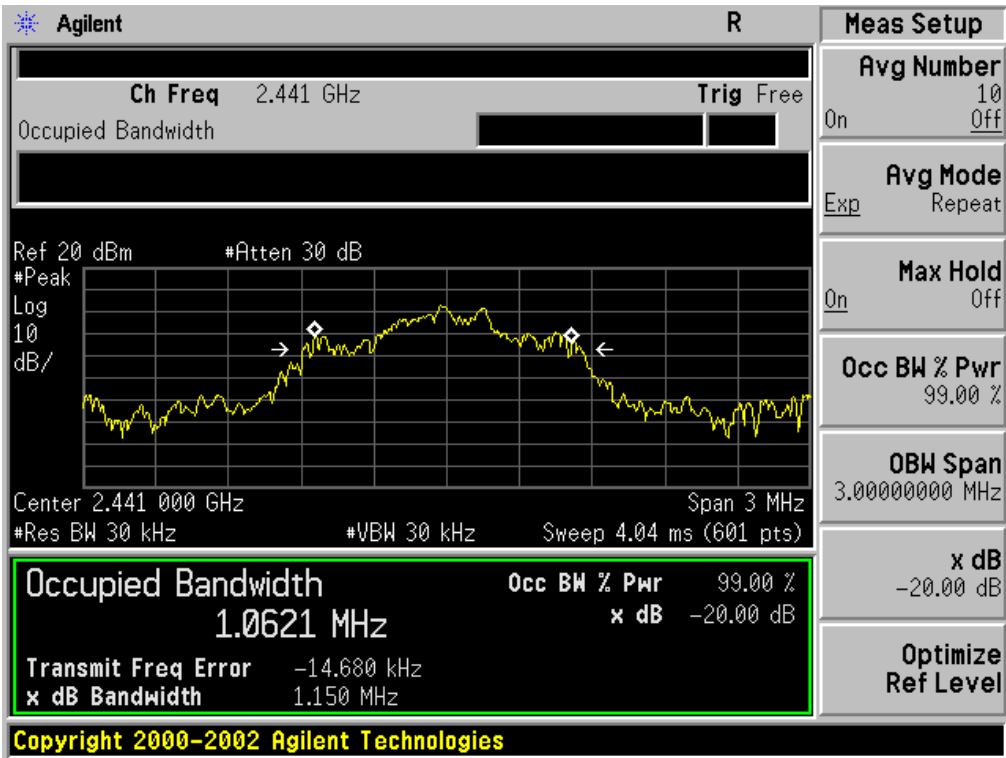 Agilent R
Ch Freq 2.441 GHz Trig Free
Occupied Bandwidth
Ref 20 dBm #Atten 30 dB
#Peak
Log
10
dB/
Center 2.441 000 GHz Span 3 MHz
#Res BW 30 kHz #VBW 30 kHz Sweep 4.04 ms (601 pts)
Occupied Bandwidth Occ BW % Pwr 99.00 %
1.0621 MHz x dB -20.00 dB
Transmit Freq Error -14.680 kHz
x dB Bandwidth 1.150 MHz
Copyright 2000-2002 Agilent Technologies
Meas Setup
Avg Number
10
On Off
Avg Mode
Exp Repeat
Max Hold
On Off
Occ BW % Pwr
99.00 %
OBW Span
3.00000000 MHz
x dB
-20.00 dB
Optimize
Ref Level